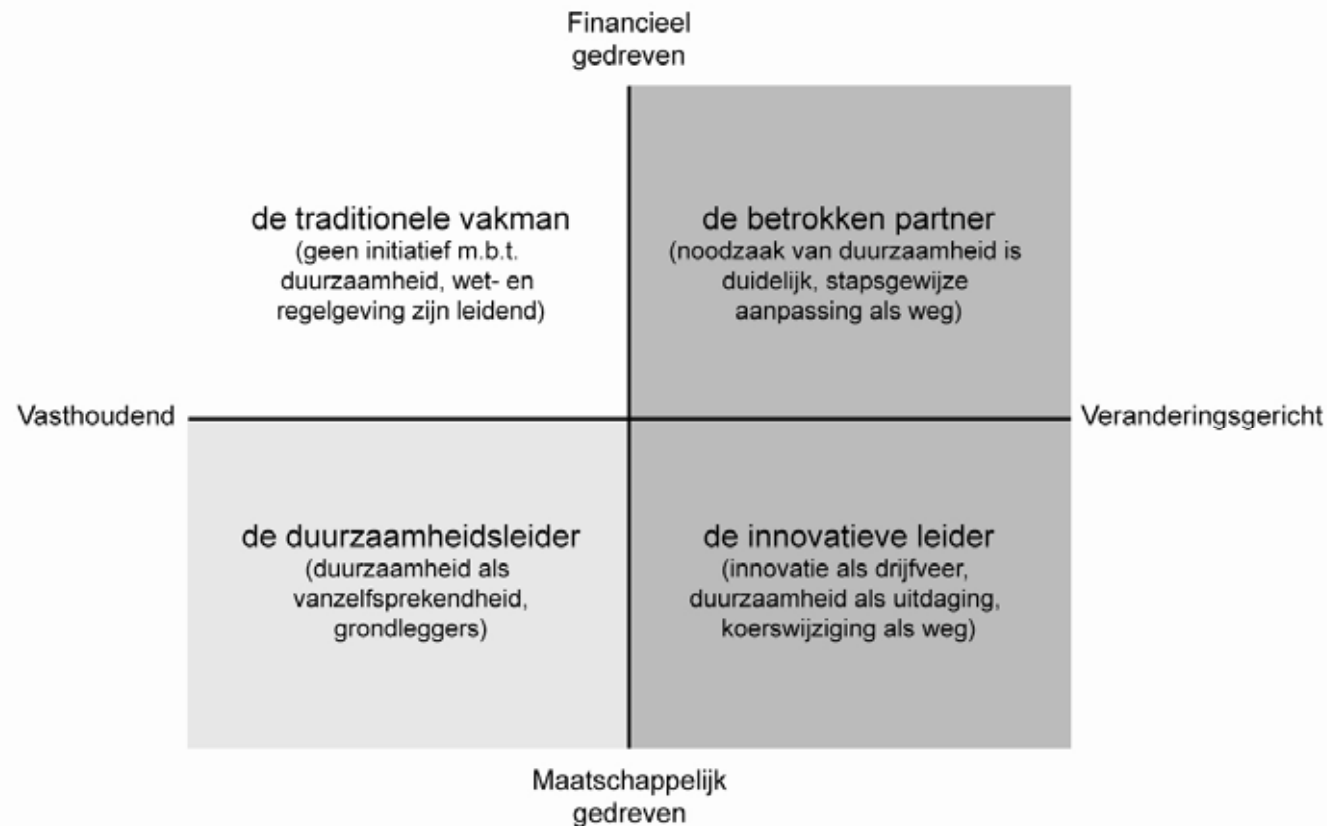 Financieel
gedreven
de traditionele vakman
(geen initiatief m.b.t.
duurzaamheid, wet- en
regelgeving zijn leidend)
de betrokken partner
(noodzaak van duurzaamheid is
duidelijk, stapsgewijze
aanpassing als weg)
Vasthoudend
Veranderingsgericht
de duurzaamheidsleider
(duurzaamheid als
vanzelfsprekendheid,
grondleggers)
de innovatieve leider
(innovatie als drijfveer,
duurzaamheid als uitdaging,
koerswijziging als weg)
Maatschappelijk
gedreven